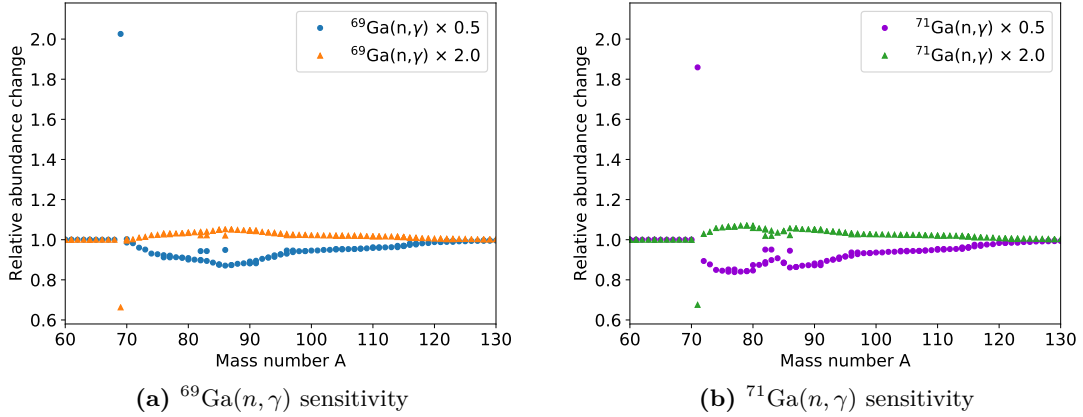 2.0
1.8
1.6
1.4
1.2
1.0
0.8
0.6
Relative abundance change
⁶⁹Ga(n,γ) × 0.5
⁶⁹Ga(n,γ) × 2.0
60 70 80 90 100 110 120 130
Mass number A
(a) ⁶⁹Ga(n, γ) sensitivity
2.0
1.8
1.6
1.4
1.2
1.0
0.8
0.6
Relative abundance change
⁷¹Ga(n,γ) × 0.5
⁷¹Ga(n,γ) × 2.0
60 70 80 90 100 110 120 130
Mass number A
(b) ⁷¹Ga(n, γ) sensitivity